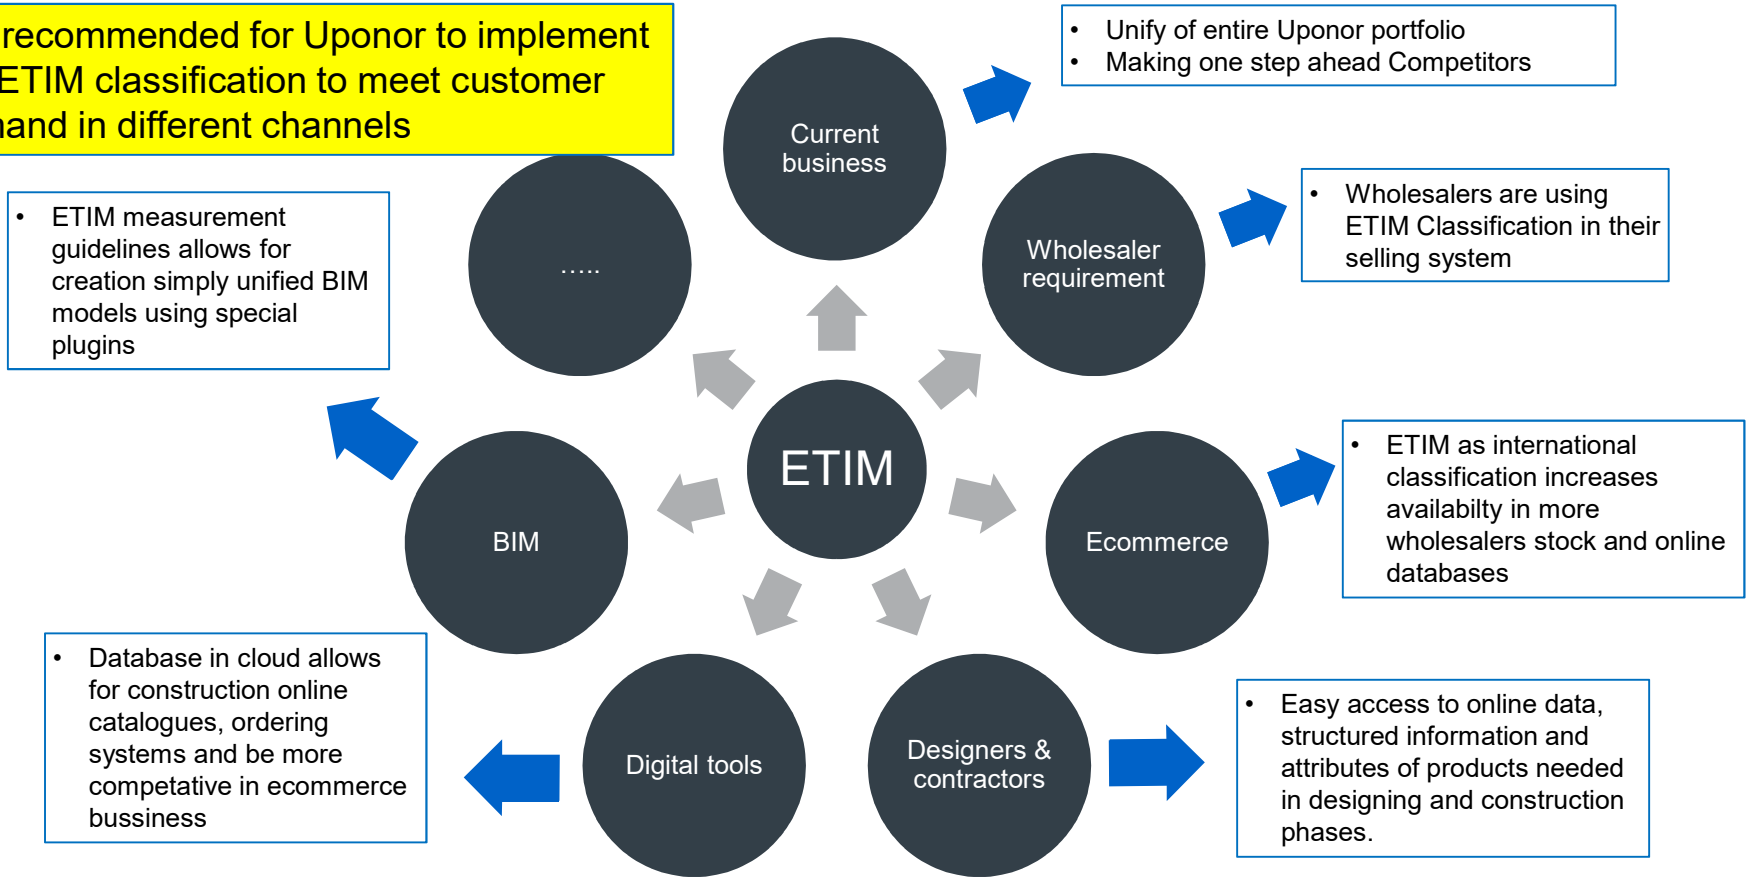 recommended for Uponor to implement
ETIM classification to meet customer
in different channels
• Unify of entire Uponor portfolio
• Making one step ahead Competitors
Current
business
• Wholesalers are using
ETIM Classification in their
selling system
Wholesaler
requirement
• ETIM measurement
guidelines allows for
creation simply unified BIM
models using special
plugins
.....
ETIM
• ETIM as international
classification increases
availabilty in more
wholesalers stock and online
databases
Ecommerce
BIM
• Database in cloud allows
for construction online
catalogues, ordering
systems and be more
competative in ecommerce
bussiness
Digital tools
Designers &
contractors
• Easy access to online data,
structured information and
attributes of products needed
in designing and construction
phases.